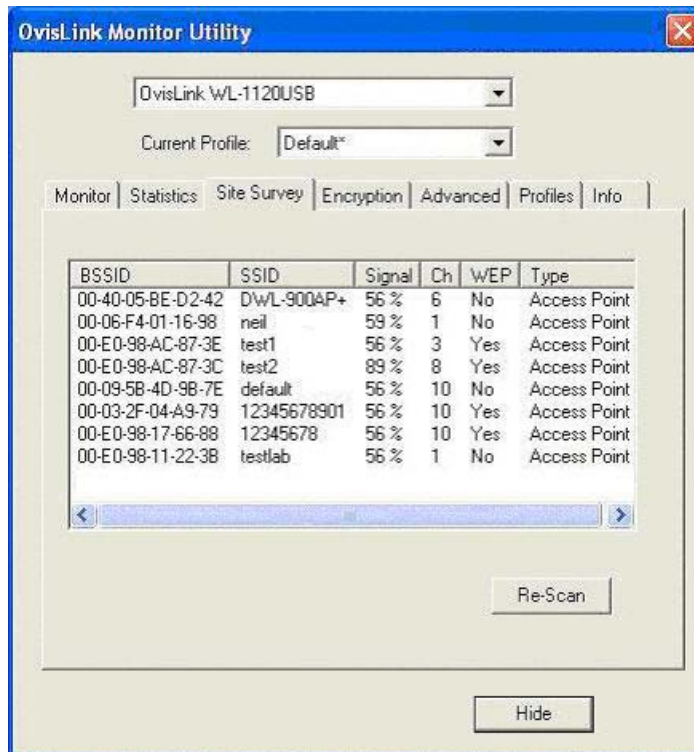 OvisLink Monitor Utility
OvisLink WL-1120USB
Current Profile: Default*
Monitor Statistics Site Survey Encryption Advanced Profiles Info
BSSID SSID Signal Ch WEP Type
00-40-05-BE-D2-42 DWL-900AP+ 56 % 6 No Access Point
00-06-F4-01-16-98 neil 59 % 1 No Access Point
00-E0-98-AC-87-3E test1 56 % 3 Yes Access Point
00-E0-98-AC-87-3C test2 89 % 8 Yes Access Point
00-09-5B-4D-9B-7E default 56 % 10 No Access Point
00-03-2F-04-A9-79 12345678901 56 % 10 Yes Access Point
00-E0-98-17-66-88 12345678 56 % 10 Yes Access Point
00-E0-98-11-22-3B testlab 56 % 1 No Access Point
Re-Scan
Hide